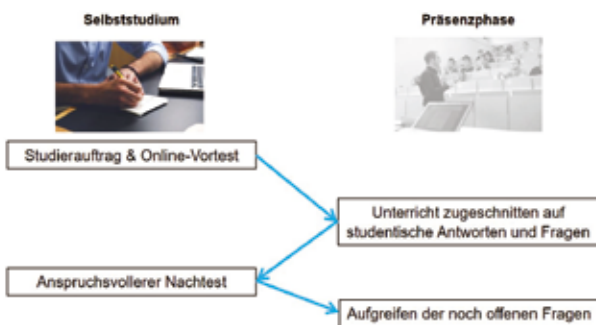 Selbststudium
Präsenzphase
Studierauftrag & Online-Vortest
Unterricht zugeschnitten auf
studentische Antworten und Fragen
Anspruchsvollerer Nachtest
Aufgreifen der noch offenen Fragen